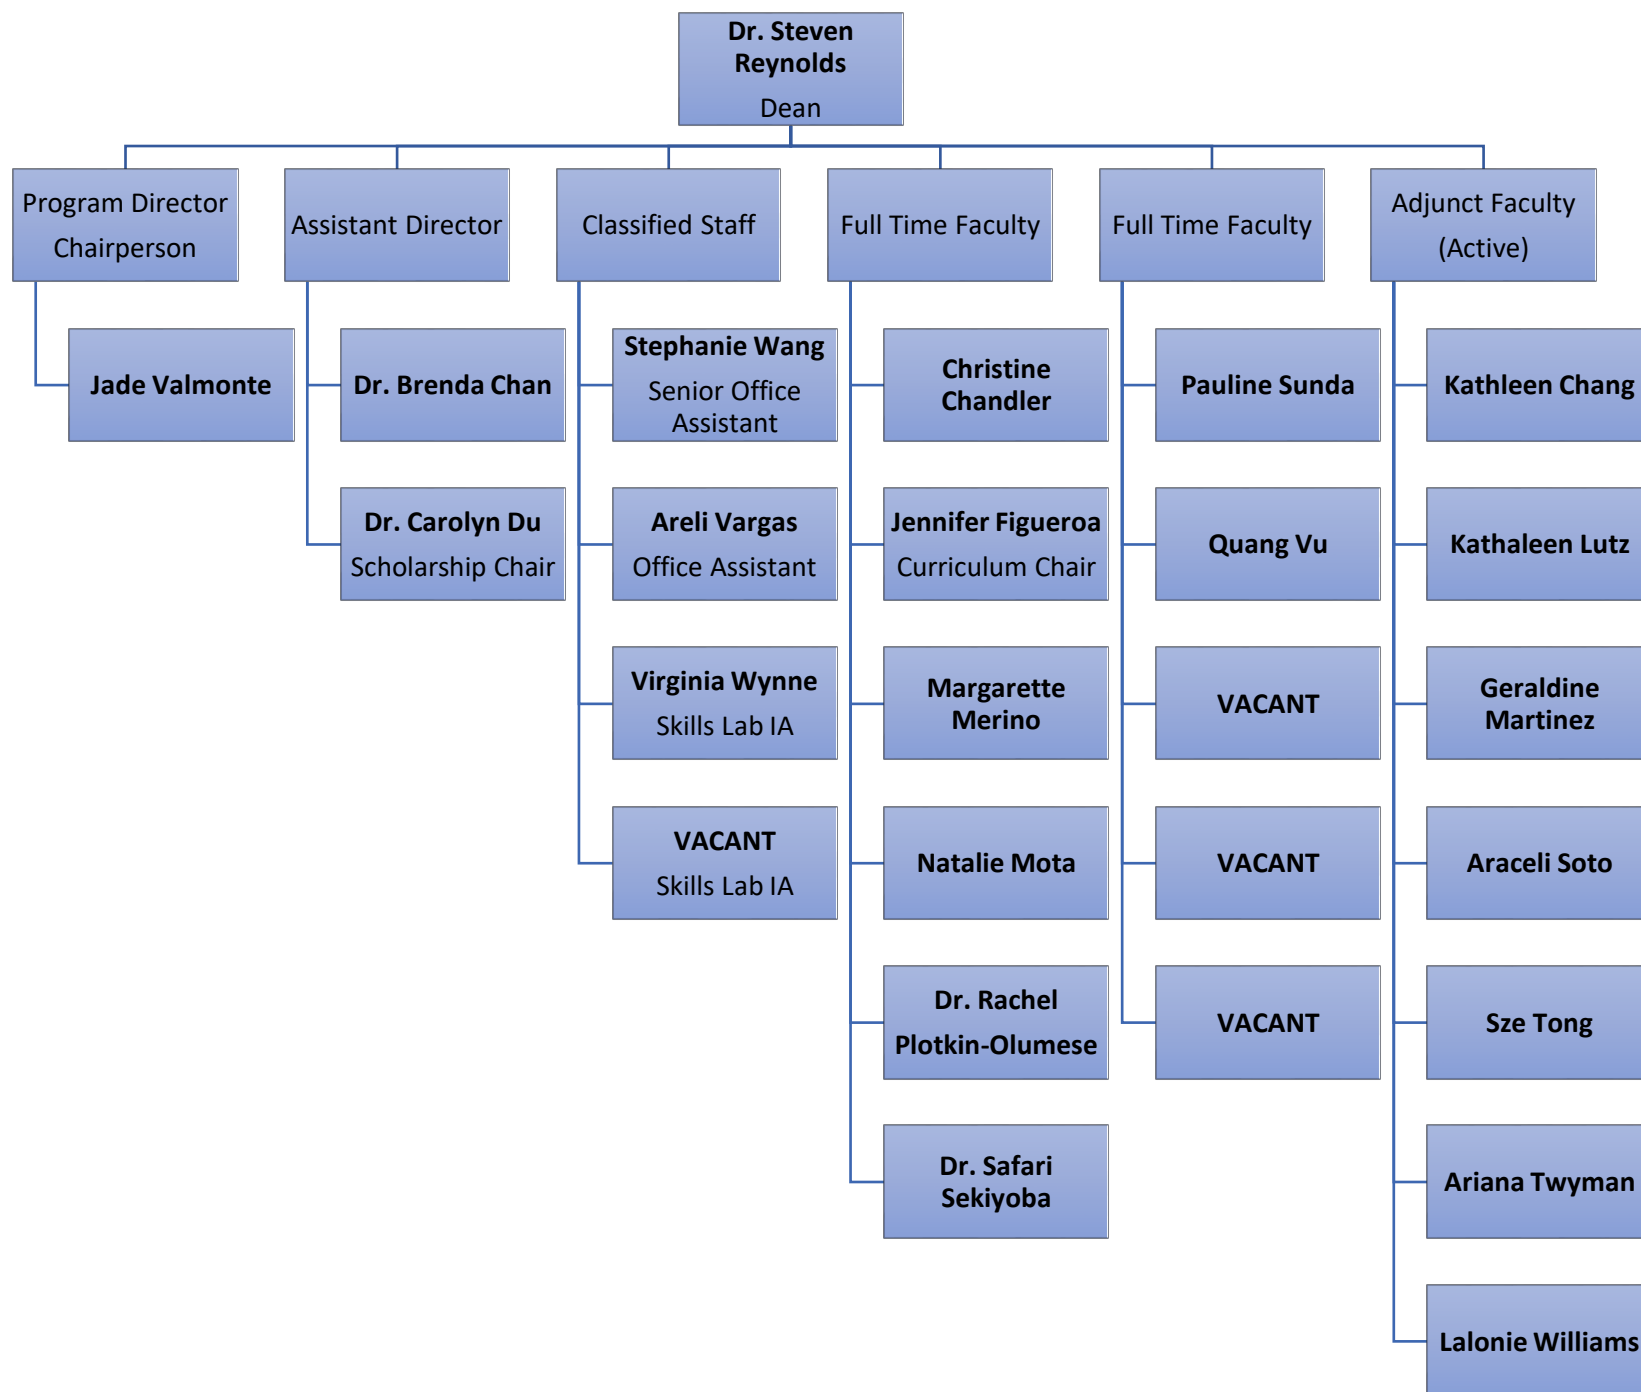 Dr. Steven
Reynolds
Dean
Program Director
Chairperson
Assistant Director
Classified Staff
Full Time Faculty
Full Time Faculty
Adjunct Faculty
(Active)
Jade Valmonte
Dr. Brenda Chan
Dr. Carolyn Du
Scholarship Chair
Stephanie Wang
Senior Office
Assistant
Areli Vargas
Office Assistant
Virginia Wynne
Skills Lab IA
VACANT
Skills Lab IA
Christine
Chandler
Jennifer Figueroa
Curriculum Chair
Margarette
Merino
Natalie Mota
Dr. Rachel
Plotkin-Olumese
Dr. Safari
Sekiyoba
Pauline Sunda
Quang Vu
VACANT
VACANT
VACANT
Kathleen Chang
Kathaleen Lutz
Geraldine
Martinez
Araceli Soto
Sze Tong
Ariana Twyman
Lalonie Williams